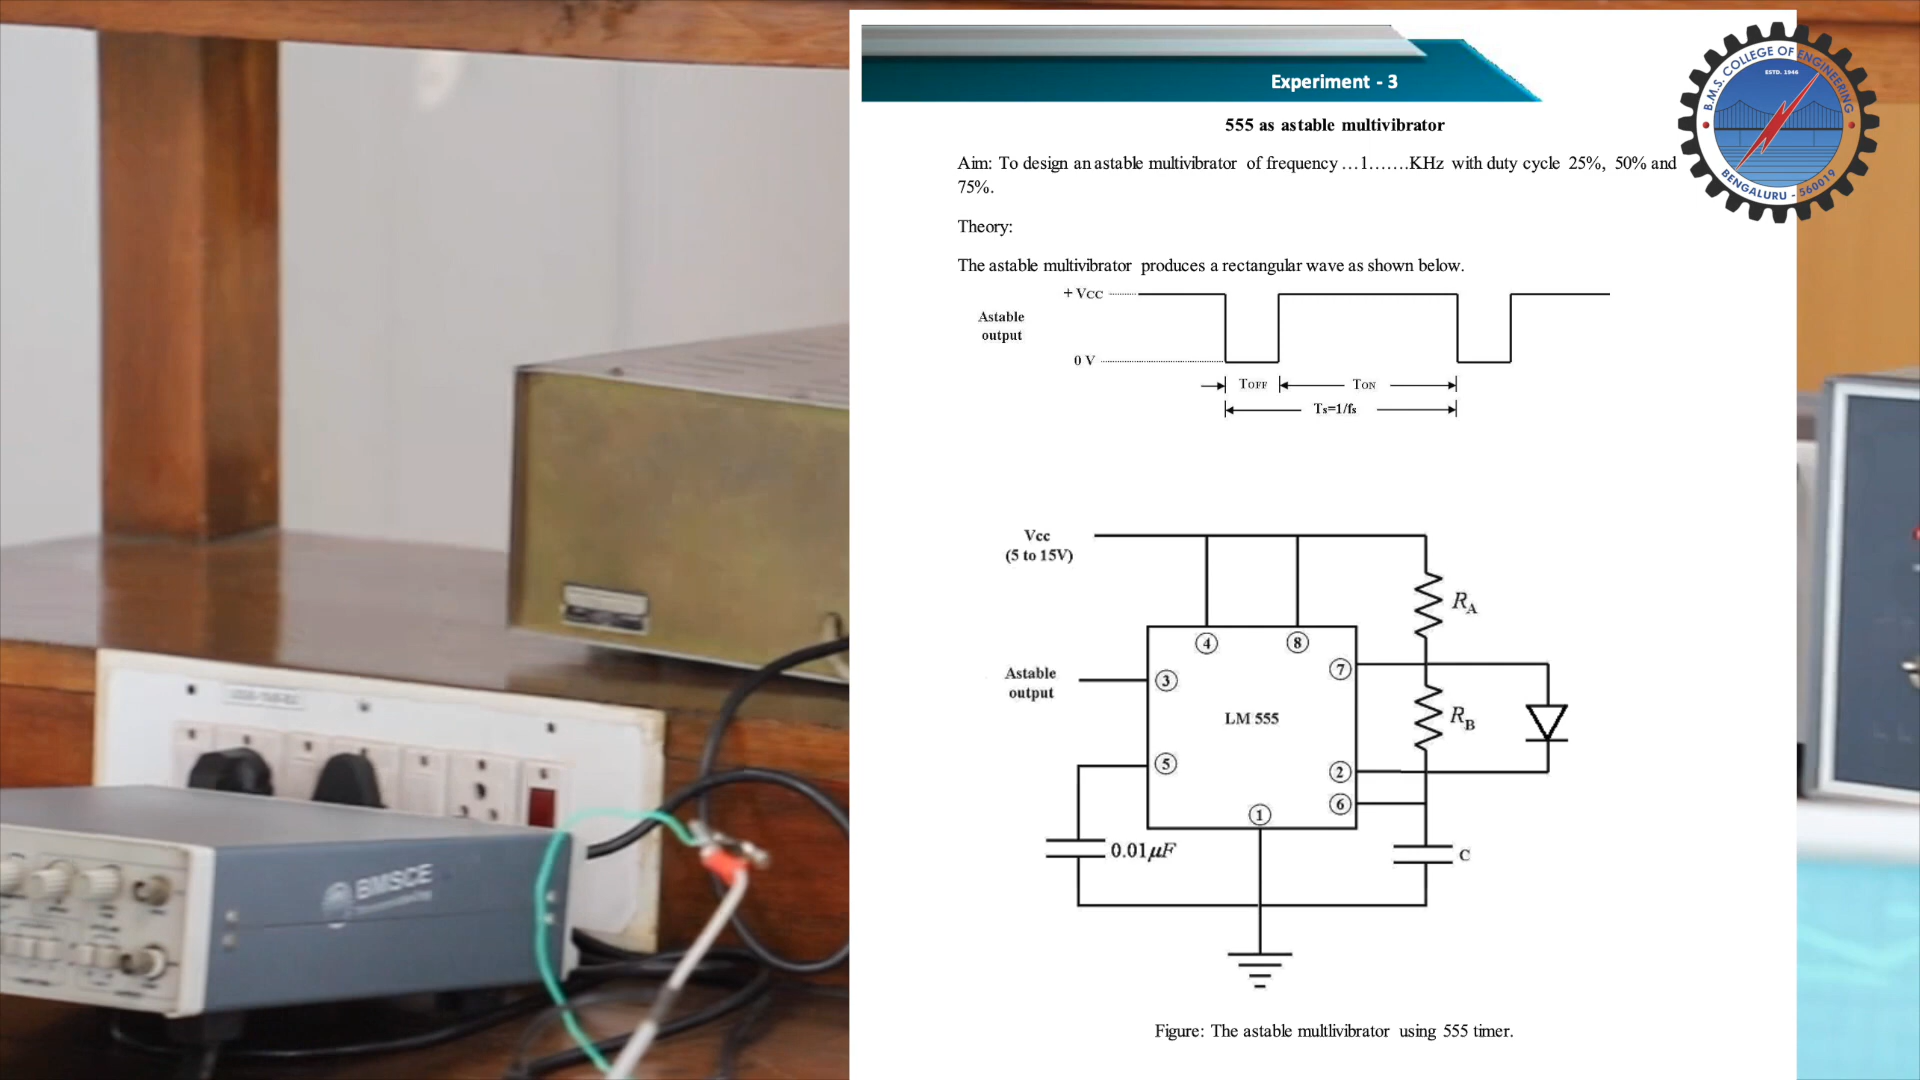 Experiment - 3
555 as astable multivibrator
Aim: To design an astable multivibrator of frequency ...1.......KHz with duty cycle 25%, 50% and
75%.
Theory:
The astable multivibrator produces a rectangular wave as shown below.
+ VCC
Astable
output
0 V
TOFF
TON
Ts=1/fs
Vcc
(5 to 15V)
RA
4
8
7
Astable
output
3
LM 555
RB
5
2
6
1
0.01µF
C
Figure: The astable multlivibrator using 555 timer.
B.M.S. COLLEGE OF ENGINEERING
ESTD. 1946
BENGALURU - 560019
BMSCE